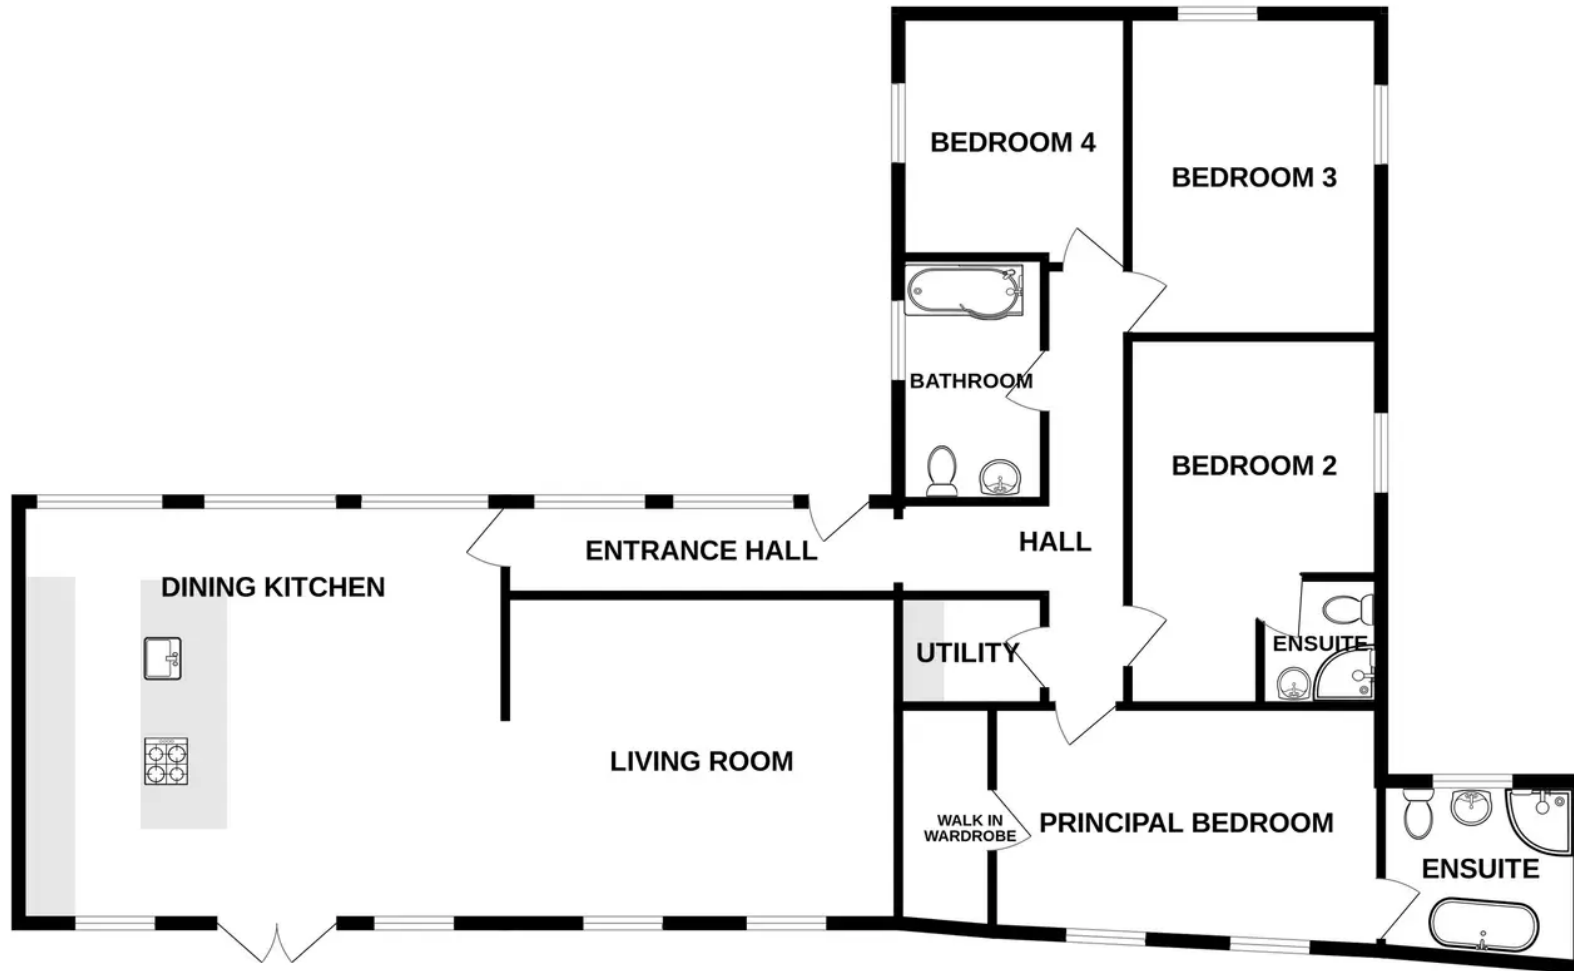 BEDROOM 4
BEDROOM 3
BATHROOM
BEDROOM 2
ENTRANCE HALL
HALL
DINING KITCHEN
UTILITY
ENSUITE
LIVING ROOM
WALK IN
WARDROBE
PRINCIPAL BEDROOM
ENSUITE